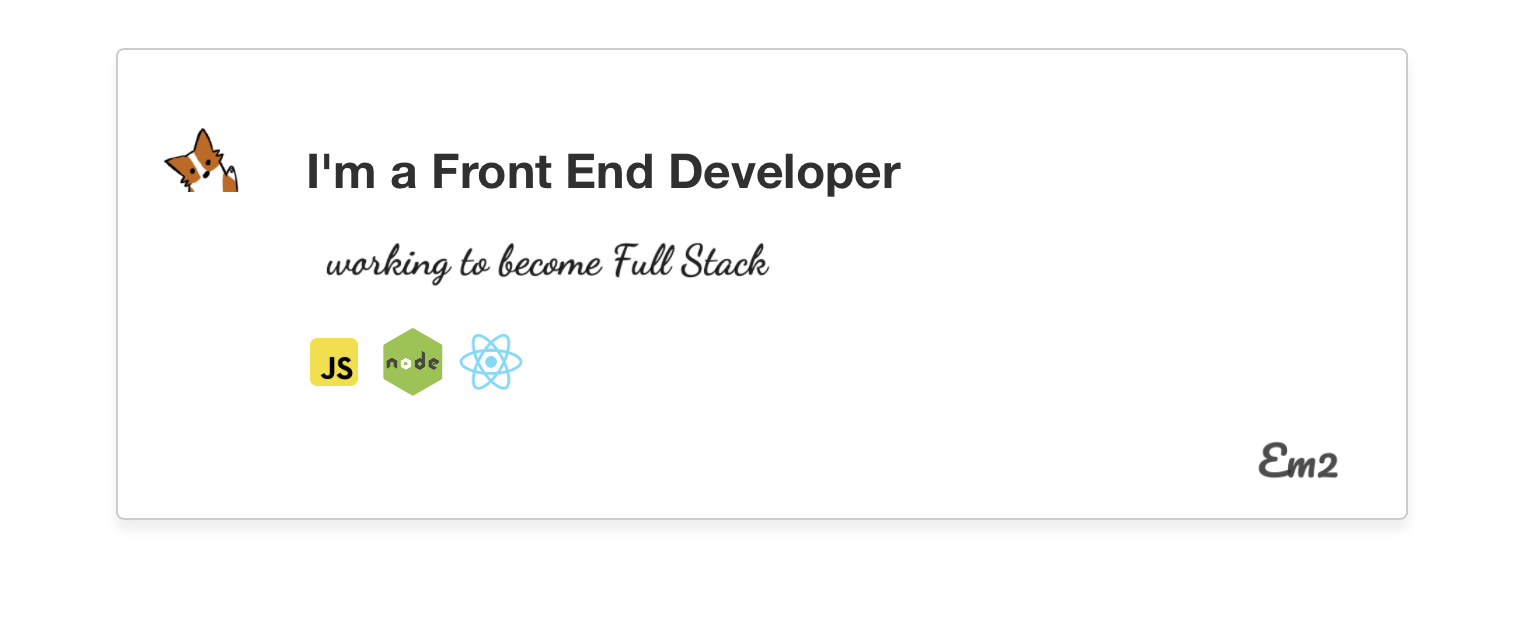 I'm a Front End Developer
working to become Full Stack
JS node
Em2